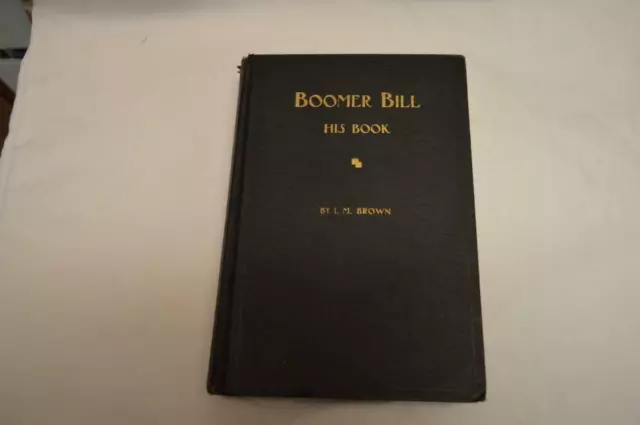 BOOMER BILL
HIS BOOK
BY I. M. BROWN